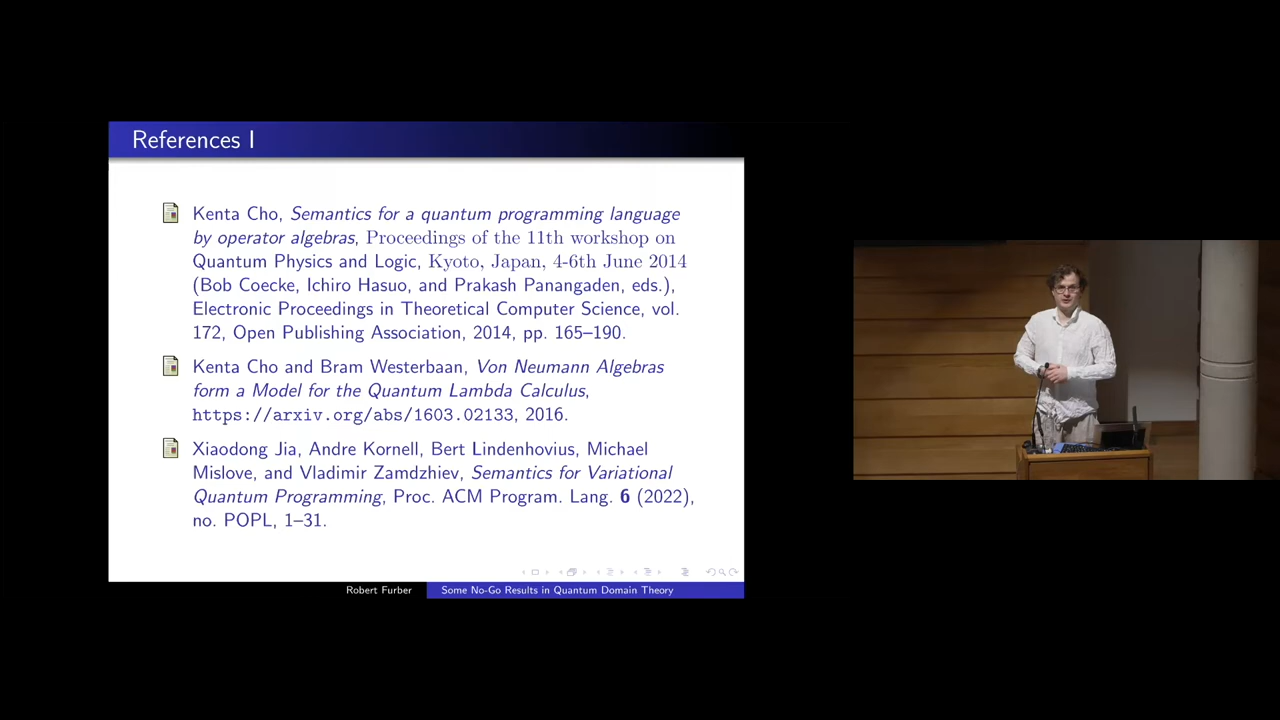 References I
Kenta Cho, Semantics for a quantum programming language
by operator algebras, Proceedings of the 11th workshop on
Quantum Physics and Logic, Kyoto, Japan, 4-6th June 2014
(Bob Coecke, Ichiro Hasuo, and Prakash Panangaden, eds.),
Electronic Proceedings in Theoretical Computer Science, vol.
172, Open Publishing Association, 2014, pp. 165–190.
Kenta Cho and Bram Westerbaan, Von Neumann Algebras
form a Model for the Quantum Lambda Calculus,
https://arxiv.org/abs/1603.02133, 2016.
Xiaodong Jia, Andre Kornell, Bert Lindenhovius, Michael
Mislove, and Vladimir Zamdzhiev, Semantics for Variational
Quantum Programming, Proc. ACM Program. Lang. 6 (2022),
no. POPL, 1–31.
Robert Furber Some No-Go Results in Quantum Domain Theory